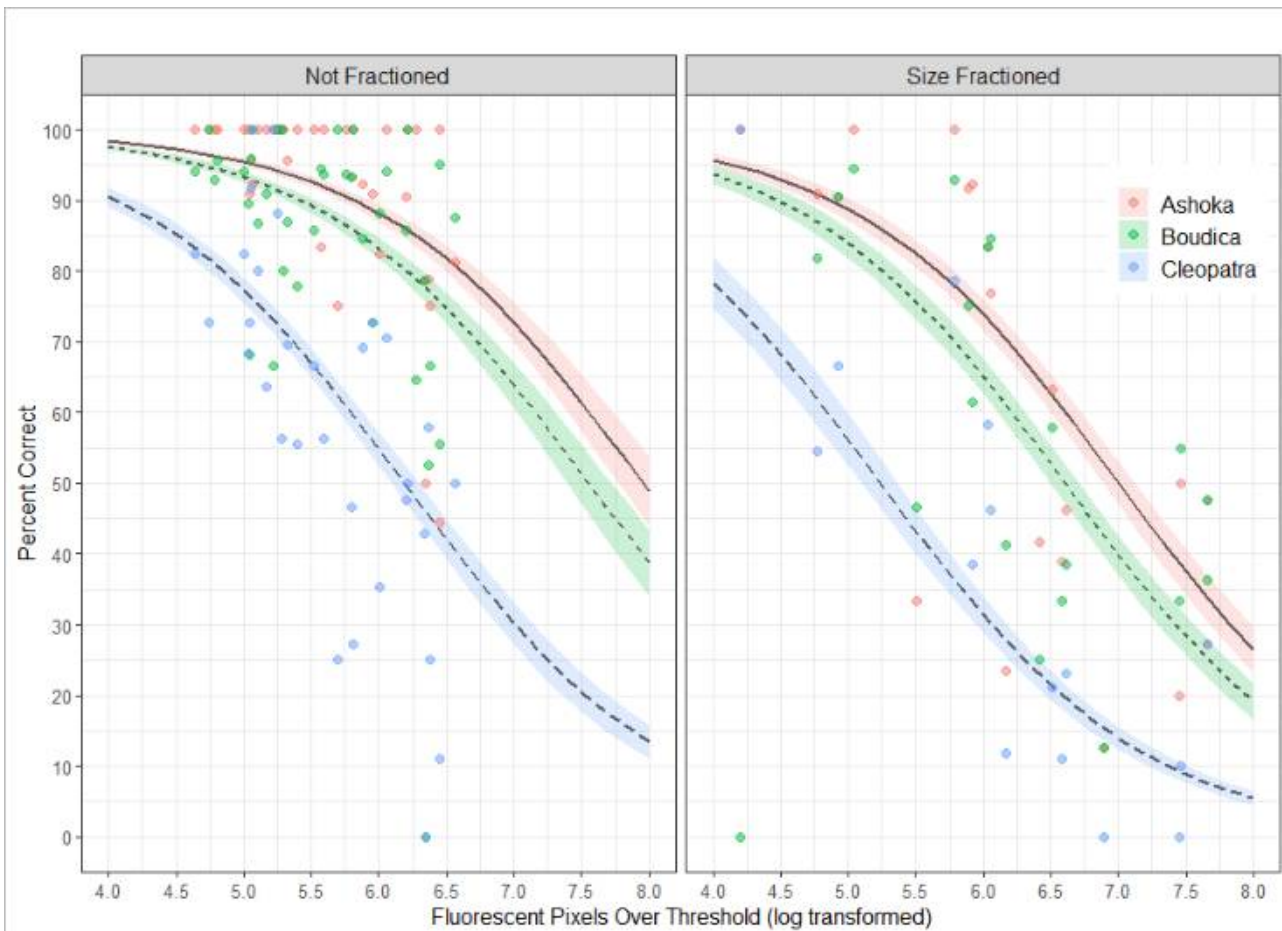 Not Fractioned
Size Fractioned
100
90
80
70
60
50
40
30
20
10
0
Percent Correct
Ashoka
Boudica
Cleopatra
4.0 4.5 5.0 5.5 6.0 6.5 7.0 7.5 8.0
4.0 4.5 5.0 5.5 6.0 6.5 7.0 7.5 8.0
Fluorescent Pixels Over Threshold (log transformed)